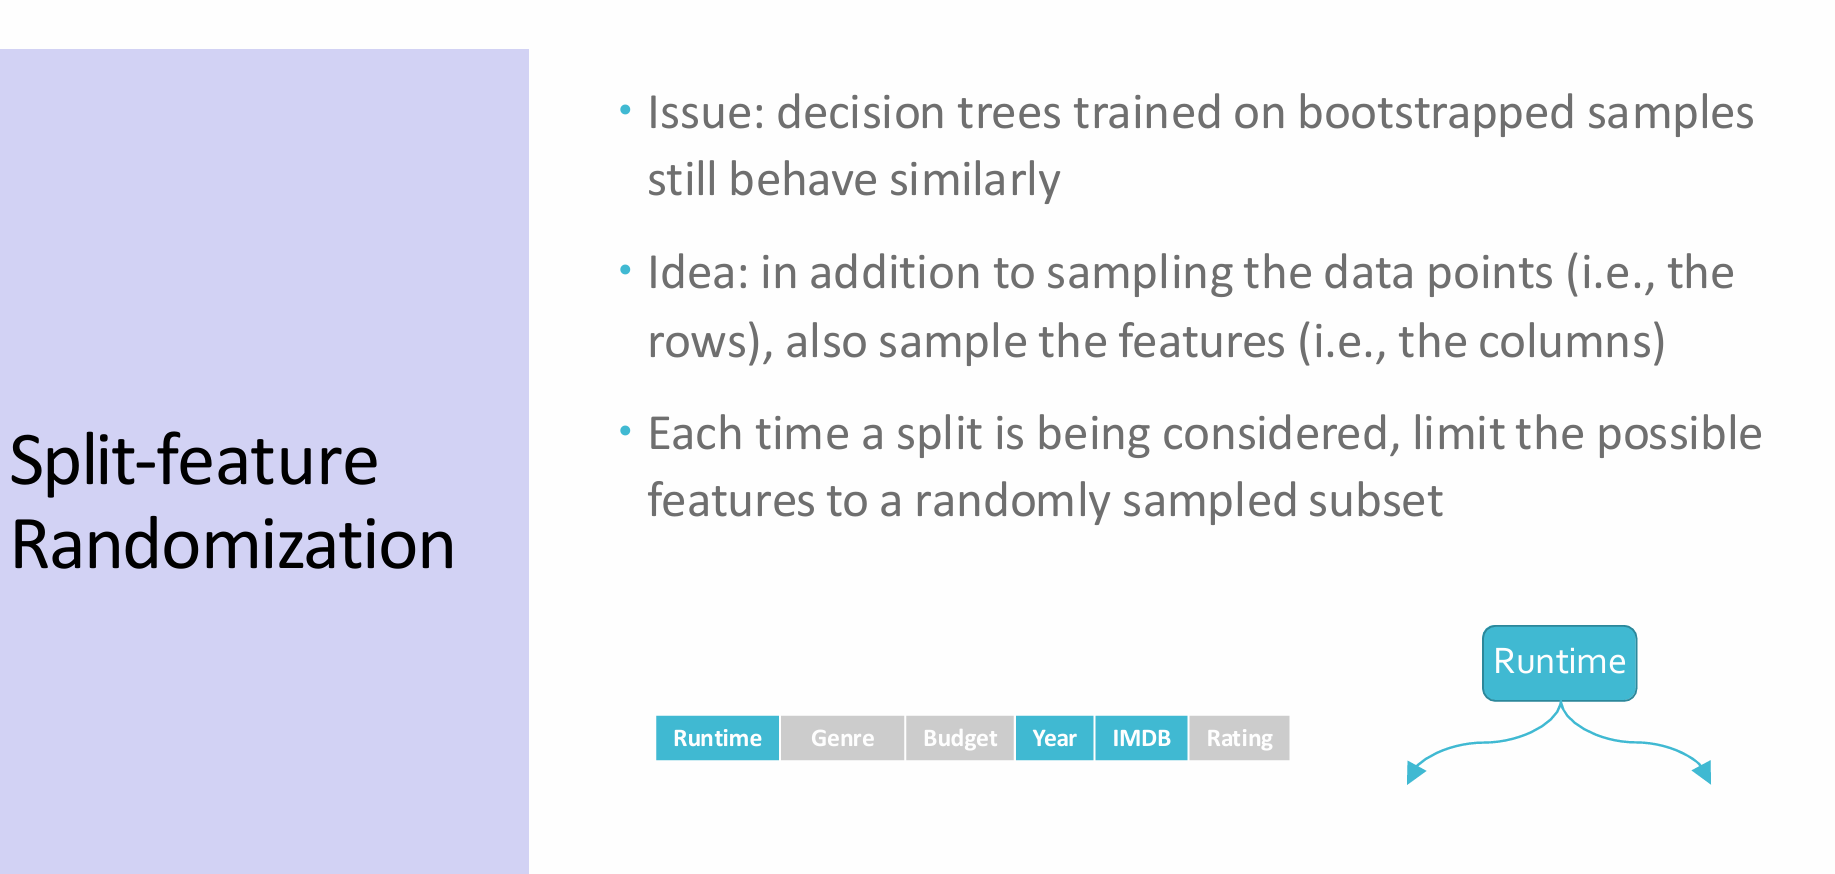 Split-feature
Randomization
• Issue: decision trees trained on bootstrapped samples
still behave similarly
• Idea: in addition to sampling the data points (i.e., the
rows), also sample the features (i.e., the columns)
• Each time a split is being considered, limit the possible
features to a randomly sampled subset
Runtime Genre Budget Year IMDB Rating
Runtime